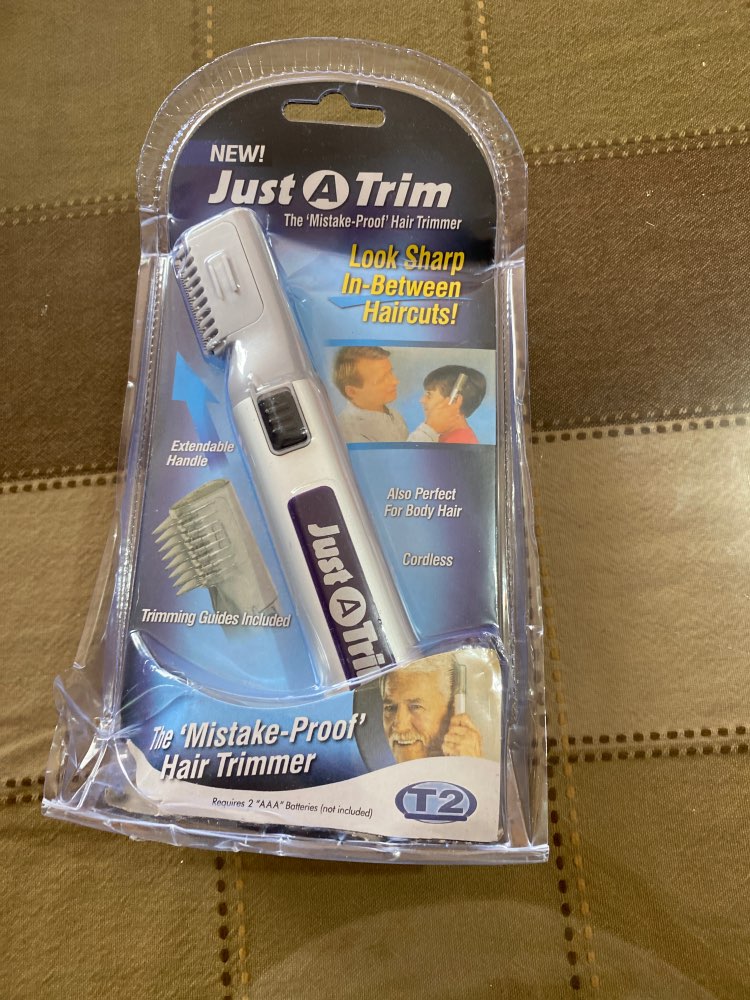 NEW!
Just A Trim
The 'Mistake-Proof' Hair Trimmer
Look Sharp
In-Between
Haircuts!
Extendable
Handle
Also Perfect
For Body Hair
Cordless
Trimming Guides Included
Just A Tri
The 'Mistake-Proof'
Hair Trimmer
Requires 2 "AAA" Batteries (not included)
T2